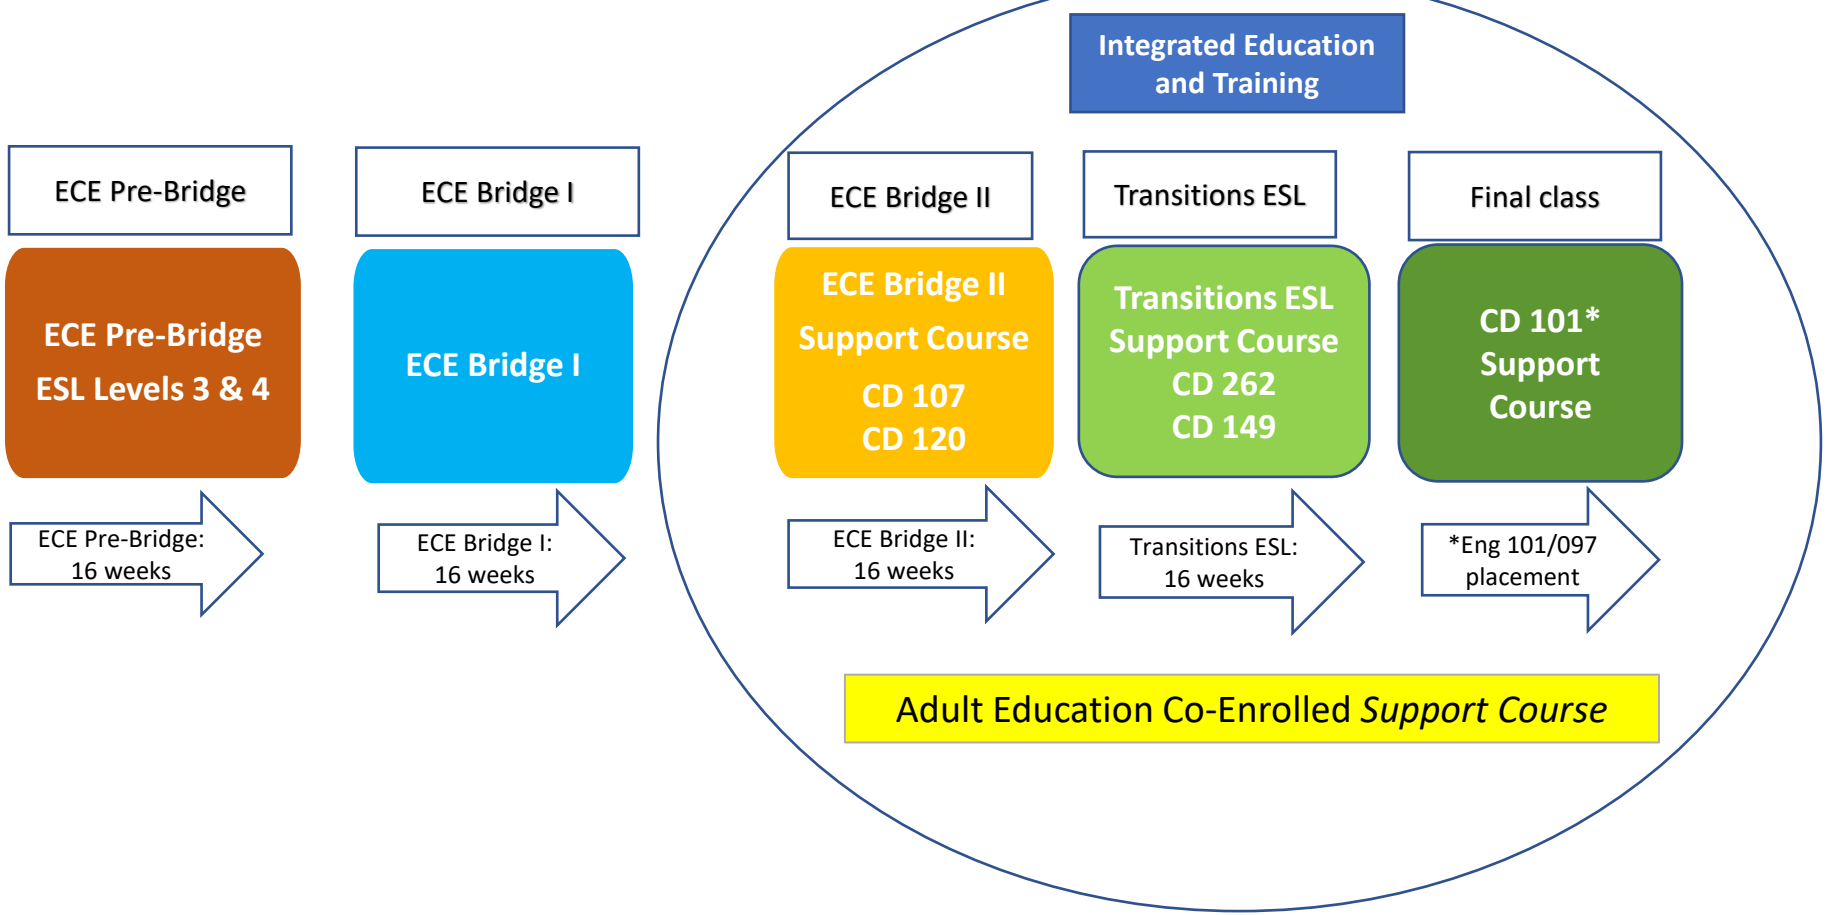 Integrated Education
and Training
ECE Pre-Bridge
ECE Bridge I
ECE Bridge II
Transitions ESL
Final class
ECE Pre-Bridge
ESL Levels 3 & 4
ECE Bridge I
ECE Bridge II
Support Course
CD 107
CD 120
Transitions ESL
Support Course
CD 262
CD 149
CD 101*
Support
Course
ECE Pre-Bridge:
16 weeks
ECE Bridge I:
16 weeks
ECE Bridge II:
16 weeks
Transitions ESL:
16 weeks
*Eng 101/097
placement
Adult Education Co-Enrolled Support Course